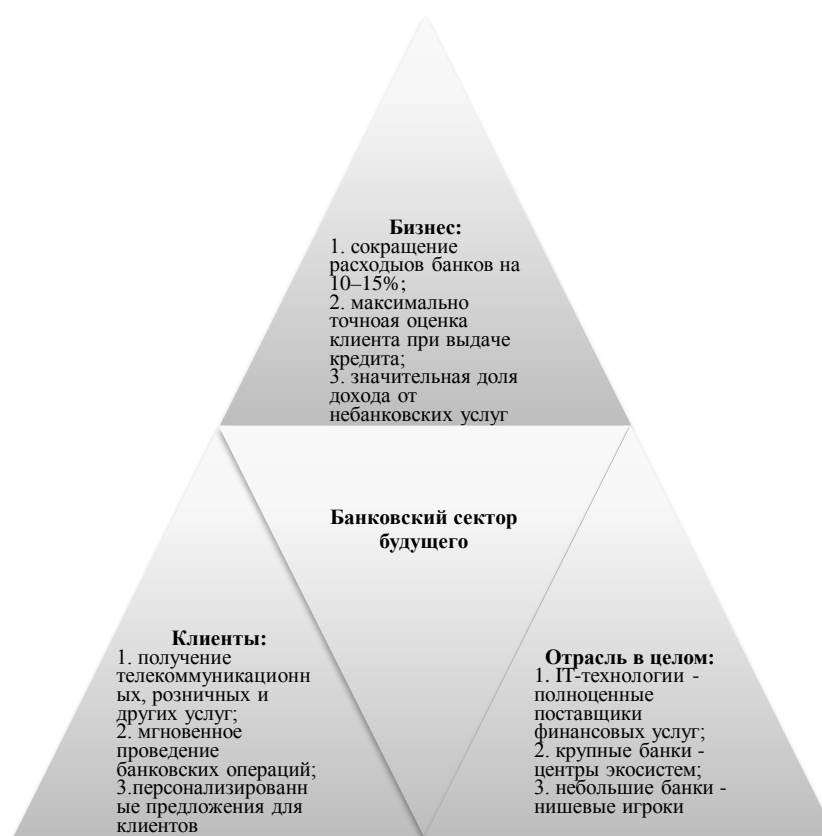 Бизнес:
1. сокращение
расходыов банков на
10–15%;
2. максимально
точноая оценка
клиента при выдаче
кредита;
3. значительная доля
дохода от
небанковских услуг
Банковский сектор
будущего
Клиенты:
1. получение
телекоммуникационн
ых, розничных и
других услуг;
2. мгновенное
проведение
банковских операций;
3.персонализированн
ые предложения для
клиентов
Отрасль в целом:
1. IT-технологии -
полноценные
поставщики
финансовых услуг;
2. крупные банки -
центры экосистем;
3. небольшие банки -
нишевые игроки